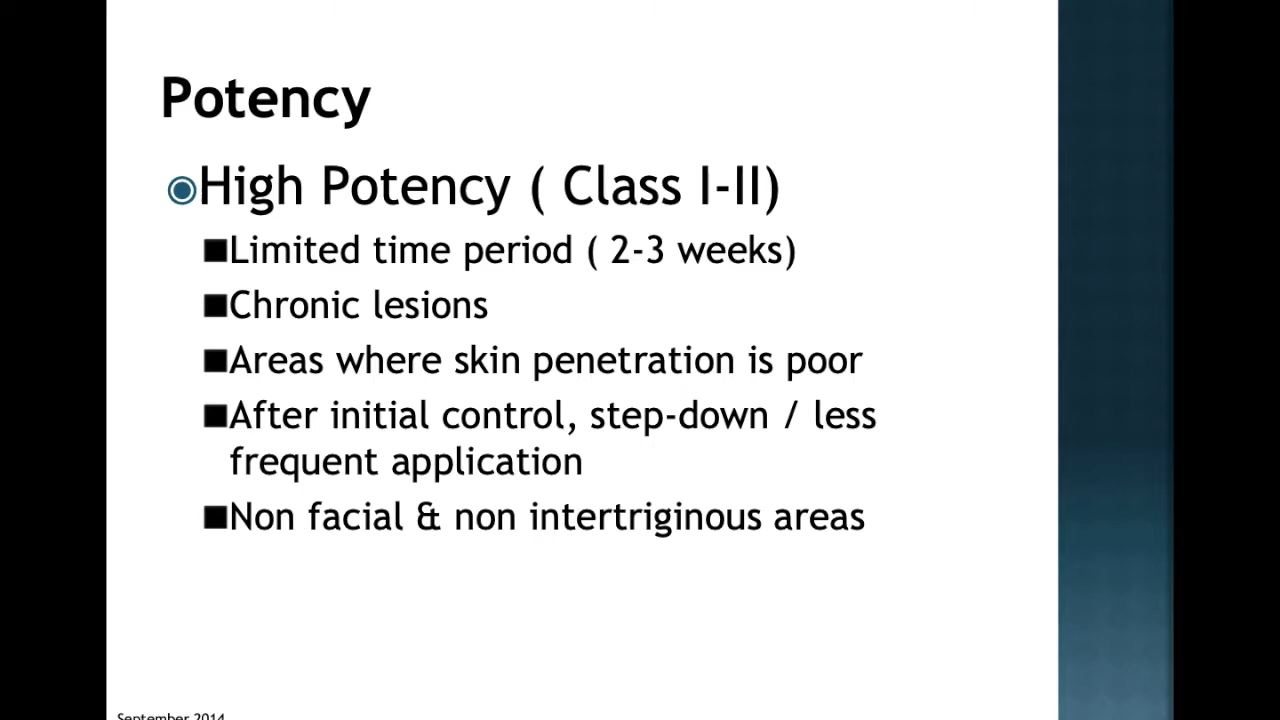 Potency
High Potency ( Class I-II)
Limited time period ( 2-3 weeks)
Chronic lesions
Areas where skin penetration is poor
After initial control, step-down / less
frequent application
Non facial & non intertriginous areas
September 2014